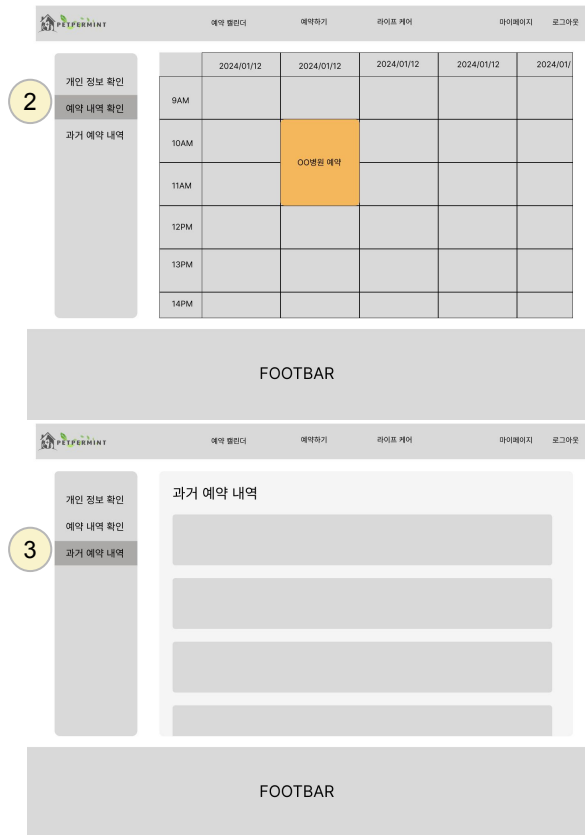 PETPERMINT 예약 캘린더 예약하기 라이프 케어 마이페이지 로그아웃
2
개인 정보 확인
예약 내역 확인
과거 예약 내역
2024/01/12 2024/01/12 2024/01/12 2024/01/12 2024/01/
9AM
10AM
OO병원 예약
11AM
12PM
13PM
14PM
FOOTBAR
PETPERMINT 예약 캘린더 예약하기 라이프 케어 마이페이지 로그아웃
3
개인 정보 확인
예약 내역 확인
과거 예약 내역
과거 예약 내역
FOOTBAR